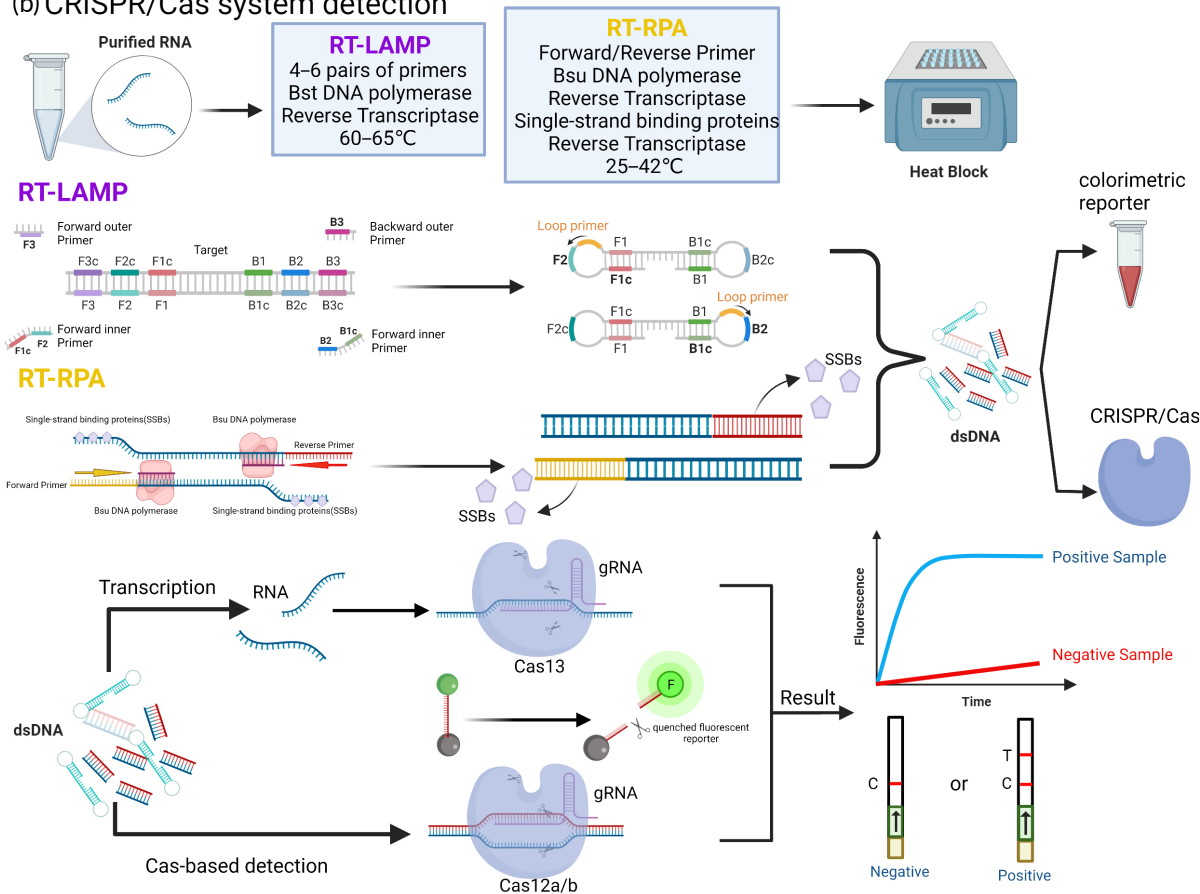 (b) CRISPR/Cas system detection
Purified RNA
RT-LAMP
4–6 pairs of primers
Bst DNA polymerase
Reverse Transcriptase
60–65℃
RT-RPA
Forward/Reverse Primer
Bsu DNA polymerase
Reverse Transcriptase
Single-strand binding proteins
Reverse Transcriptase
25–42℃
Heat Block
RT-LAMP
F3
Forward outer
Primer
Target
B3
Backward outer
Primer
F3c
F2c
F1c
B1
B2
B3
F3
F2
F1
B1c
B2c
B3c
F1c
F2
Forward inner
Primer
B2
B1c
Forward inner
Primer
Loop primer
F2
F1
F1c
B1c
B1
B2c
Loop primer
F2c
F1c
F1
B1
B1c
B2
colorimetric
reporter
dsDNA
CRISPR/Cas
RT-RPA
Single-strand binding proteins(SSBs)
Bsu DNA polymerase
Reverse Primer
Forward Primer
Bsu DNA polymerase
Single-strand binding proteins(SSBs)
SSBs
SSBs
Transcription
RNA
gRNA
Cas13
dsDNA
F
quenched fluorescent
reporter
gRNA
Cas12a/b
Cas-based detection
Result
Fluorescence
Positive Sample
Negative Sample
Time
C
Negative
or
T
C
Positive